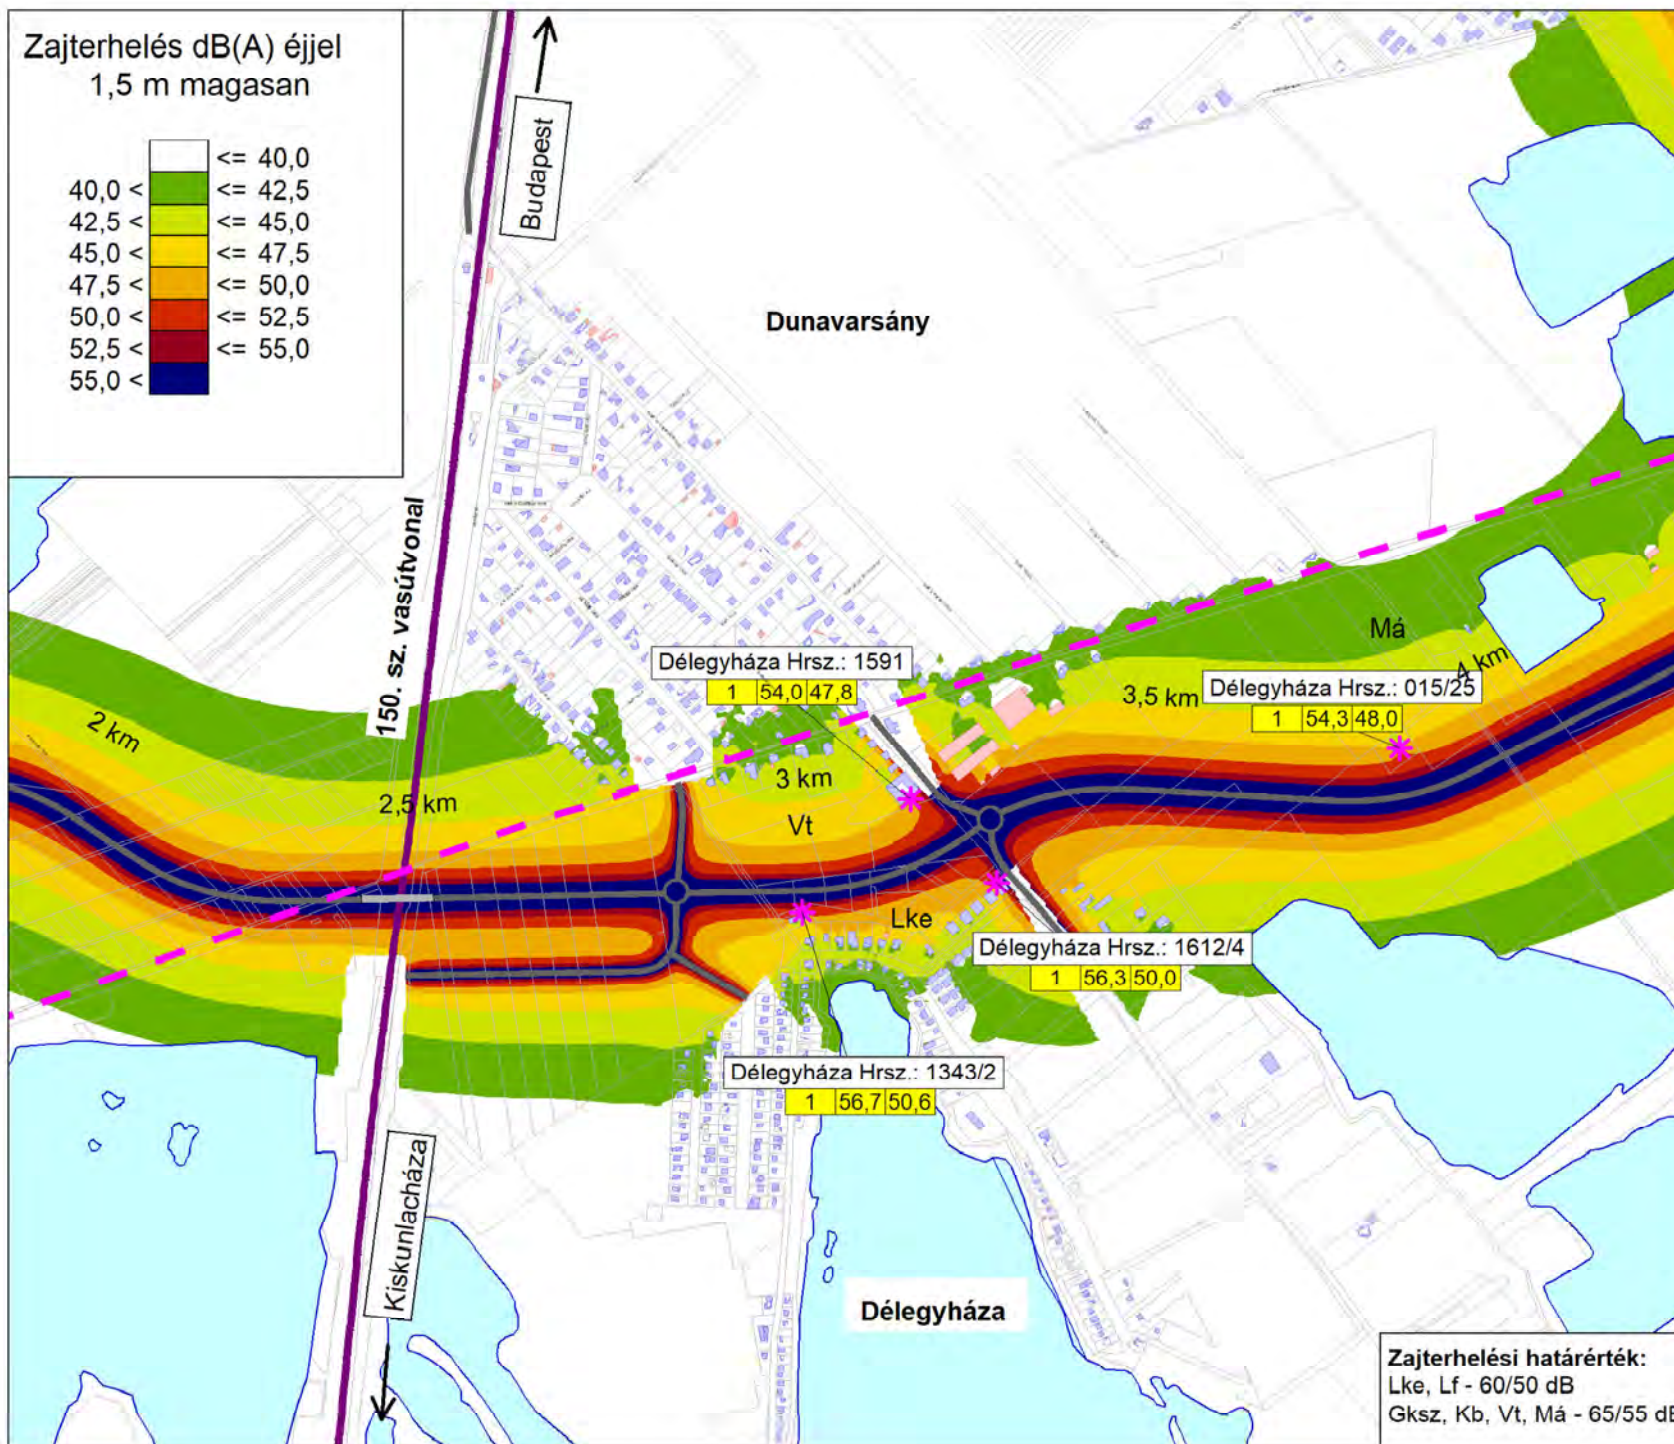 Zajterhelés dB(A) éjjel
1,5 m magasan
<= 40,0
40,0 < <= 42,5
42,5 < <= 45,0
45,0 < <= 47,5
47,5 < <= 50,0
50,0 < <= 52,5
52,5 < <= 55,0
55,0 <
Budapest
Dunavarsány
150. sz. vasútvonal
Má
Délegyháza Hrsz.: 1591
1 54,0 47,8
4 km
3,5 km
Délegyháza Hrsz.: 015/25
1 54,3 48,0
2 km
3 km
2,5 km
Vt
Lke
Délegyháza Hrsz.: 1612/4
1 56,3 50,0
Délegyháza Hrsz.: 1343/2
1 56,7 50,6
Kiskunlacháza
Délegyháza
Zajterhelési határérték:
Lke, Lf - 60/50 dB
Gksz, Kb, Vt, Má - 65/55 dB